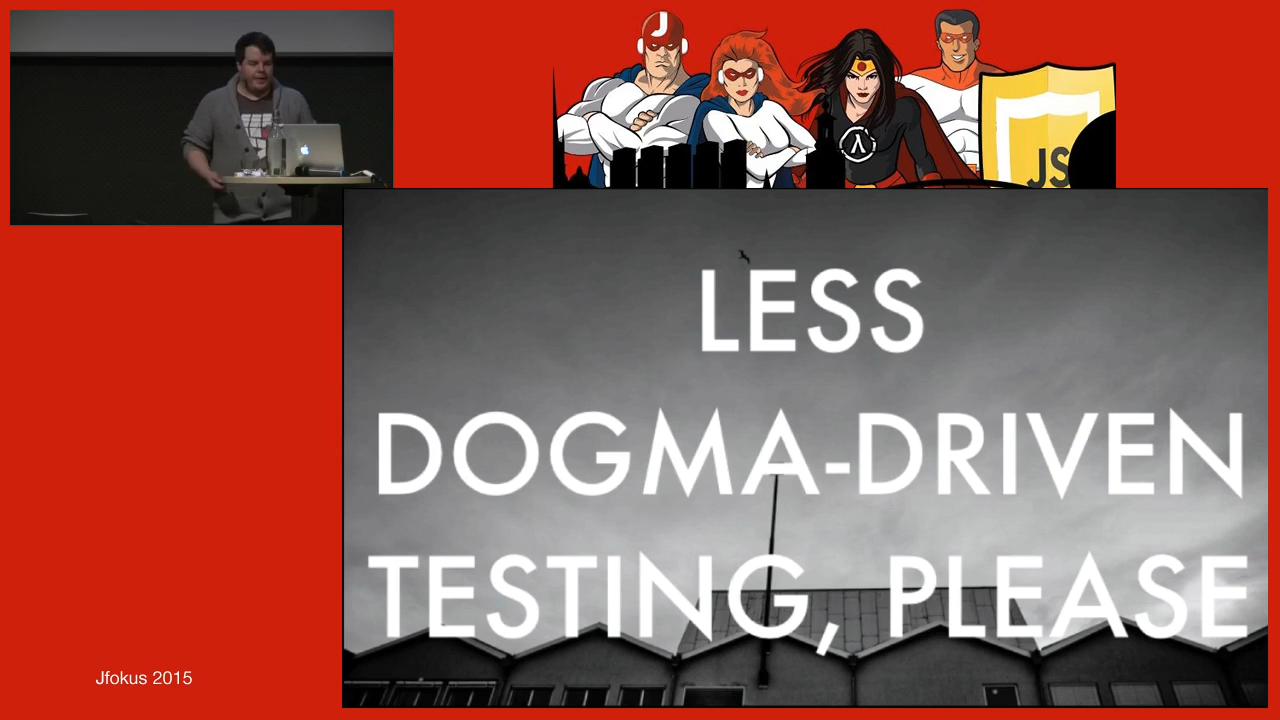 J
λ
JS
LESS
DOGMA-DRIVEN
TESTING, PLEASE
Jfokus 2015